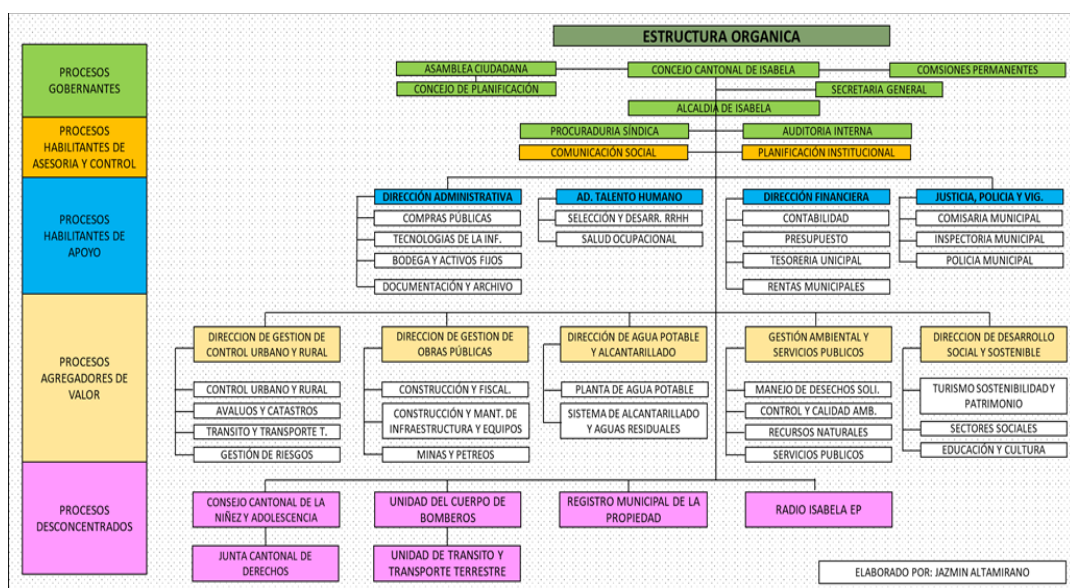 ESTRUCTURA ORGANICA
PROCESOS
GOBERNANTES
ASAMBLEA CIUDADANA
CONCEJO CANTONAL DE ISABELA
COMSIONES PERMANENTES
CONCEJO DE PLANIFICACIÓN
SECRETARIA GENERAL
ALCALDIA DE ISABELA
PROCESOS
HABILITANTES DE
ASESORIA Y CONTROL
PROCURADURIA SÍNDICA
AUDITORIA INTERNA
COMUNICACIÓN SOCIAL
PLANIFICACIÓN INSTITUCIONAL
PROCESOS
HABILITANTES DE
APOYO
DIRECCIÓN ADMINISTRATIVA
COMPRAS PÚBLICAS
TECNOLOGIAS DE LA INF.
BODEGA Y ACTIVOS FIJOS
DOCUMENTACIÓN Y ARCHIVO
AD. TALENTO HUMANO
SELECCIÓN Y DESARR. RRHH
SALUD OCUPACIONAL
DIRECCIÓN FINANCIERA
CONTABILIDAD
PRESUPUESTO
TESORERIA UNICIPAL
RENTAS MUNICIPALES
JUSTICIA, POLICIA Y VIG.
COMISARIA MUNICIPAL
INSPECTORIA MUNICIPAL
POLICIA MUNICIPAL
PROCESOS
AGREGADORES DE
VALOR
DIRECCION DE GESTION DE
CONTROL URBANO Y RURAL
CONTROL URBANO Y RURAL
AVALUOS Y CATASTROS
TRANSITO Y TRANSPORTE T.
GESTIÓN DE RIESGOS
DIRECCION DE GESTION DE
OBRAS PÚBLICAS
CONSTRUCCIÓN Y FISCAL.
CONSTRUCCIÓN Y MANT. DE
INFRAESTRUCTURA Y EQUIPOS
MINAS Y PETREOS
DIRECCIÓN DE AGUA POTABLE
Y ALCANTARILLADO
PLANTA DE AGUA POTABLE
SISTEMA DE ALCANTARILLADO
Y AGUAS RESIDUALES
GESTIÓN AMBIENTAL Y
SERVICIOS PUBLICOS
MANEJO DE DESECHOS SOLI.
CONTROL Y CALIDAD AMB.
RECURSOS NATURALES
SERVICIOS PUBLICOS
DIRECCION DE DESARROLLO
SOCIAL Y SOSTENIBLE
TURISMO SOSTENIBILIDAD Y
PATRIMONIO
SECTORES SOCIALES
EDUCACIÓN Y CULTURA
PROCESOS
DESCONCENTRADOS
CONSEJO CANTONAL DE LA
NIÑEZ Y ADOLESCENCIA
JUNTA CANTONAL DE
DERECHOS
UNIDAD DEL CUERPO DE
BOMBEROS
UNIDAD DE TRANSITO Y
TRANSPORTE TERRESTRE
REGISTRO MUNICIPAL DE LA
PROPIEDAD
RADIO ISABELA EP
ELABORADO POR: JAZMIN ALTAMIRANO